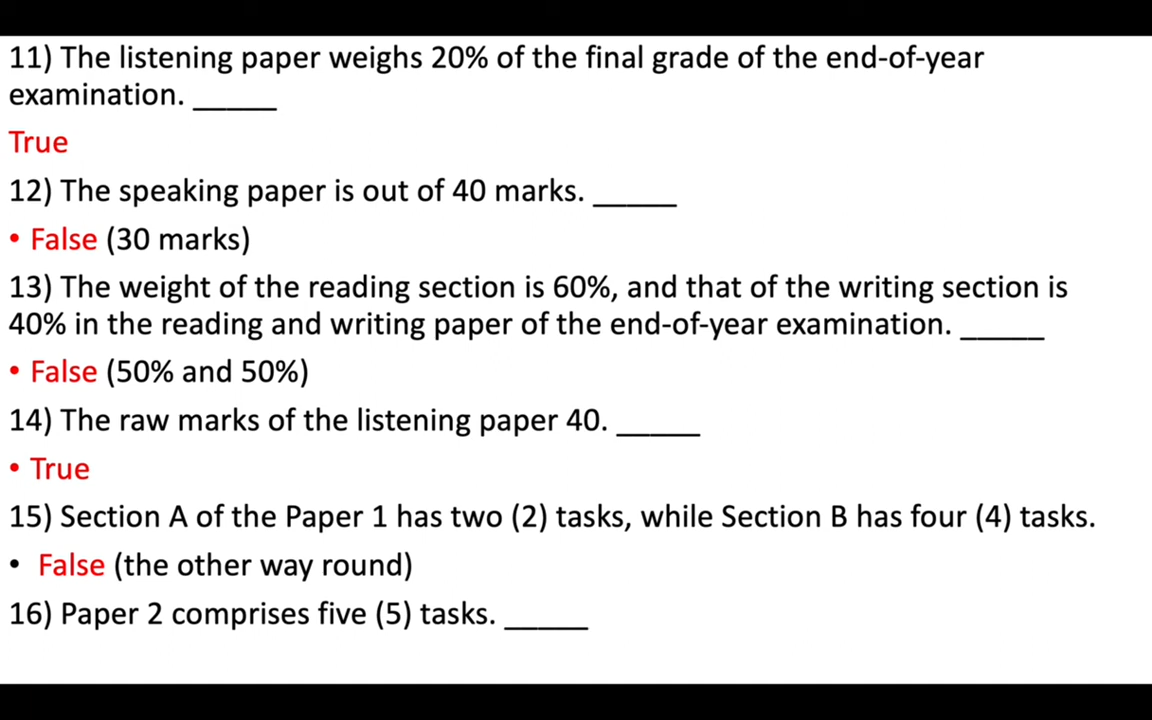 11) The listening paper weighs 20% of the final grade of the end-of-year
examination. _____
True
12) The speaking paper is out of 40 marks. _____
• False (30 marks)
13) The weight of the reading section is 60%, and that of the writing section is
40% in the reading and writing paper of the end-of-year examination. _____
• False (50% and 50%)
14) The raw marks of the listening paper 40. _____
• True
15) Section A of the Paper 1 has two (2) tasks, while Section B has four (4) tasks.
• False (the other way round)
16) Paper 2 comprises five (5) tasks. _____